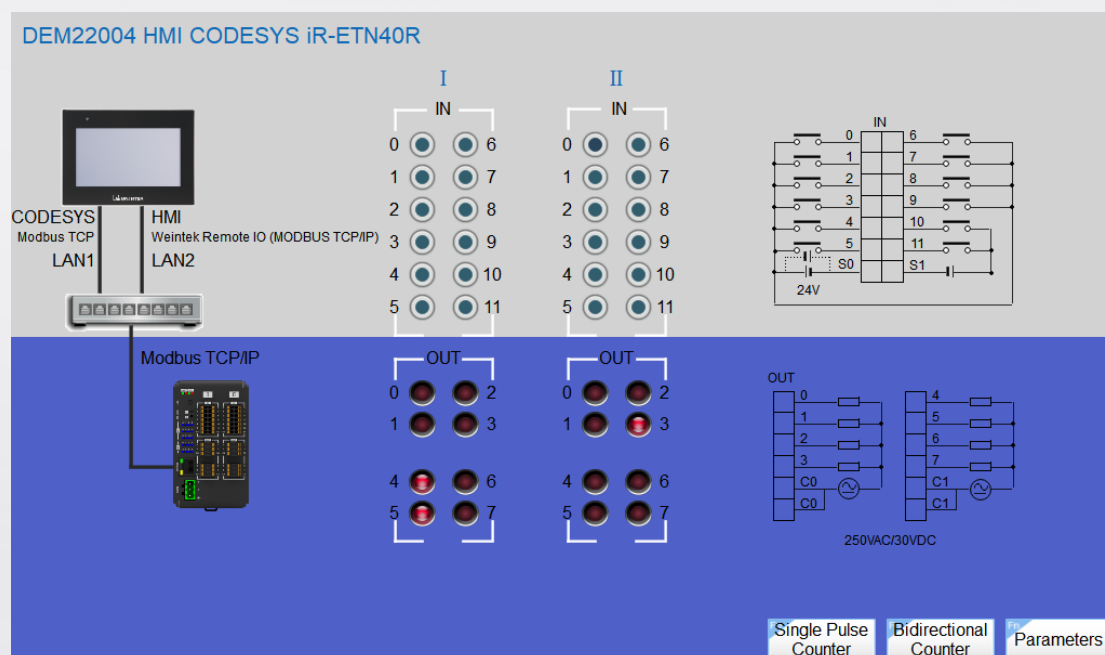 DEM22004 HMI CODESYS iR-ETN40R
I
II
IN
IN
0 6
1 7
2 8
3 9
4 10
5 11
0 6
1 7
2 8
3 9
4 10
5 11
IN
0 6
1 7
2 8
3 9
4 10
5 11
S0 S1
24V
CODESYS
Modbus TCP
LAN1
HMI
Weintek Remote IO (MODBUS TCP/IP)
LAN2
Modbus TCP/IP
OUT
0 2
1 3
4 6
5 7
OUT
0 2
1 3
4 6
5 7
OUT
0 4
1 5
2 6
3 7
C0 C1
C0 C1
250VAC/30VDC
Single Pulse
Counter
Bidirectional
Counter
Fn
Parameters